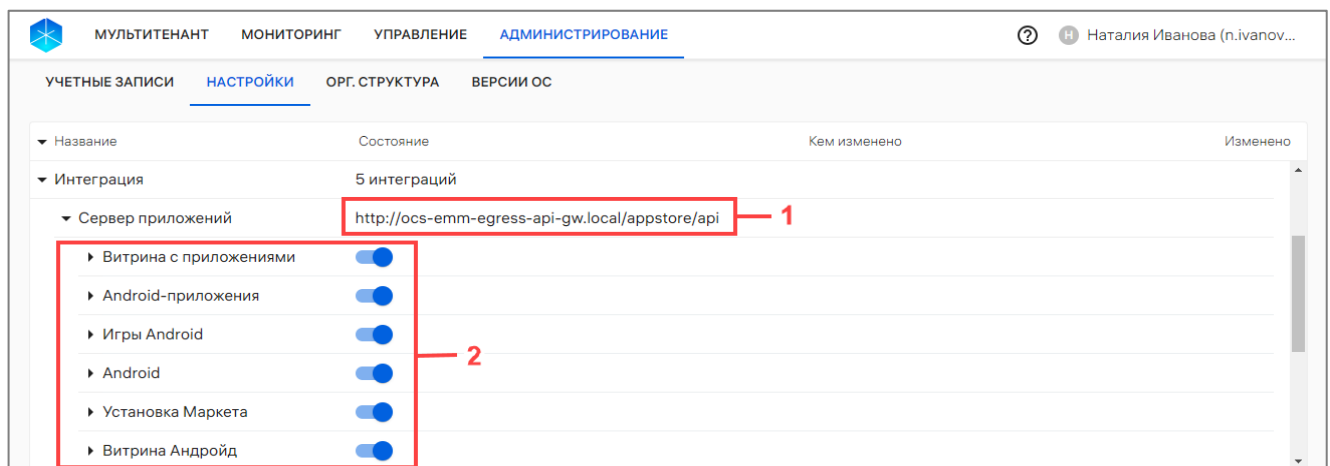 МУЛЬТИТЕНАНТ МОНИТОРИНГ УПРАВЛЕНИЕ АДМИНИСТРИРОВАНИЕ ? Н Наталия Иванова (n.ivanov...
УЧЕТНЫЕ ЗАПИСИ НАСТРОЙКИ ОРГ. СТРУКТУРА ВЕРСИИ ОС
Название Состояние Кем изменено Изменено
Интеграция 5 интеграций
Сервер приложений http://ocs-emm-egress-api-gw.local/appstore/api 1
Витрина с приложениями
Android-приложения
Игры Android
2
Android
Установка Маркета
Витрина Андройд